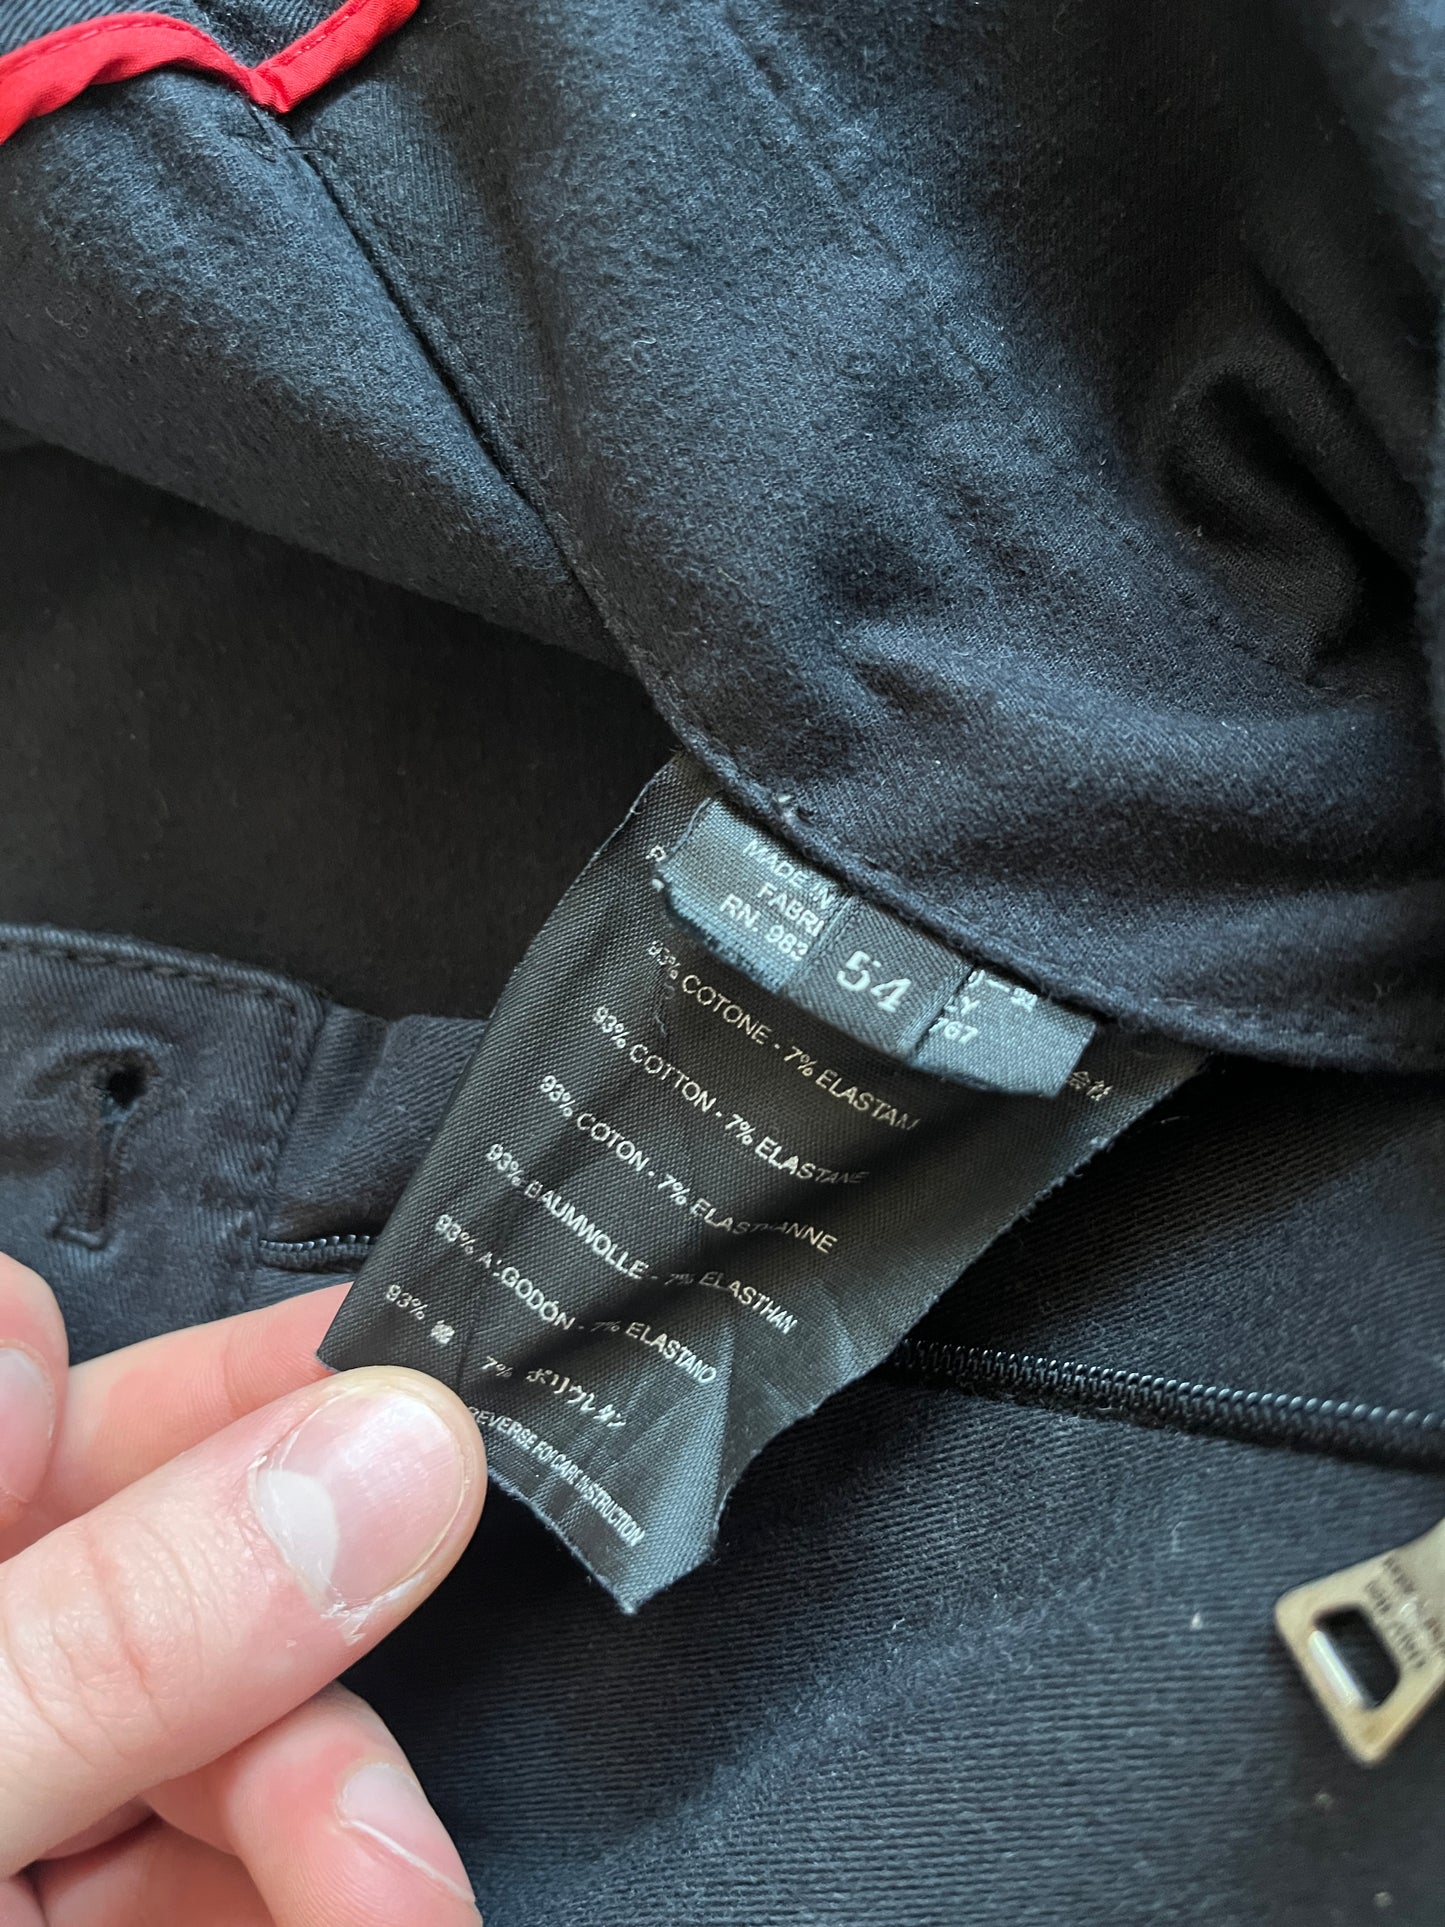 MADE IN
FABRI
RN. 983
54
Y
767
会社
93% COTONE - 7% ELASTAN
93% COTTON - 7% ELASTANE
93% COTON - 7% ELASTHANNE
93% BAUMWOLLE - 7% ELASTHAN
93% ALGODÓN - 7% ELASTANO
93% 綿 7% ポリウレタン
REVERSE FOR CARE INSTRUCTION